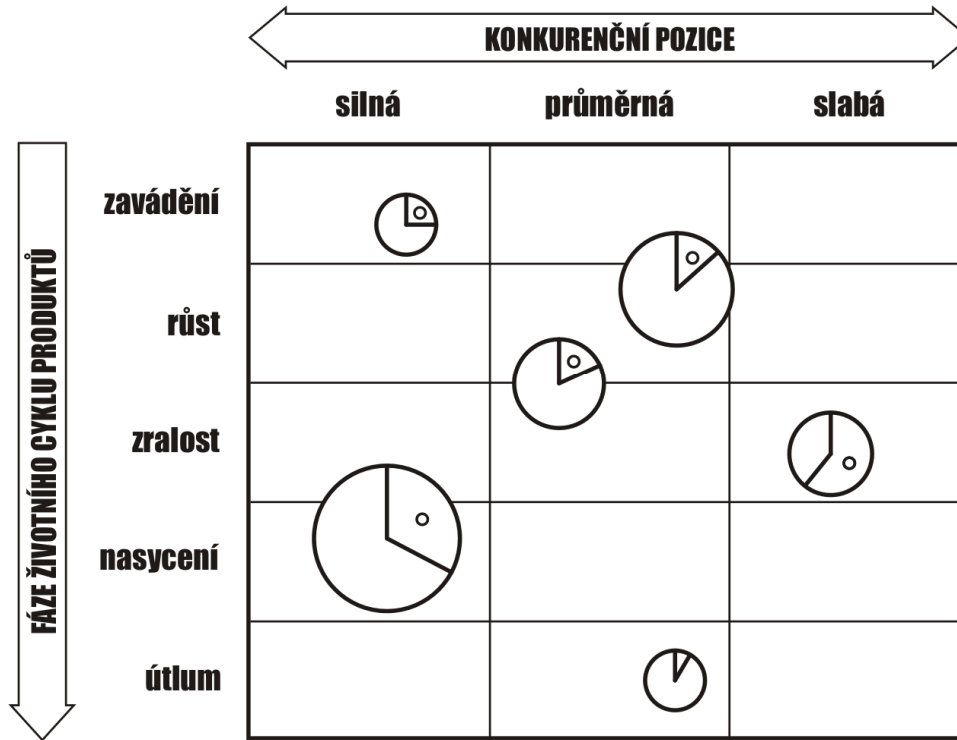 KONKURENČNÍ POZICE
silná
průměrná
slabá
FÁZE ŽIVOTNÍHO CYKLU PRODUKTŮ
zavádění
růst
zralost
nasycení
útlum